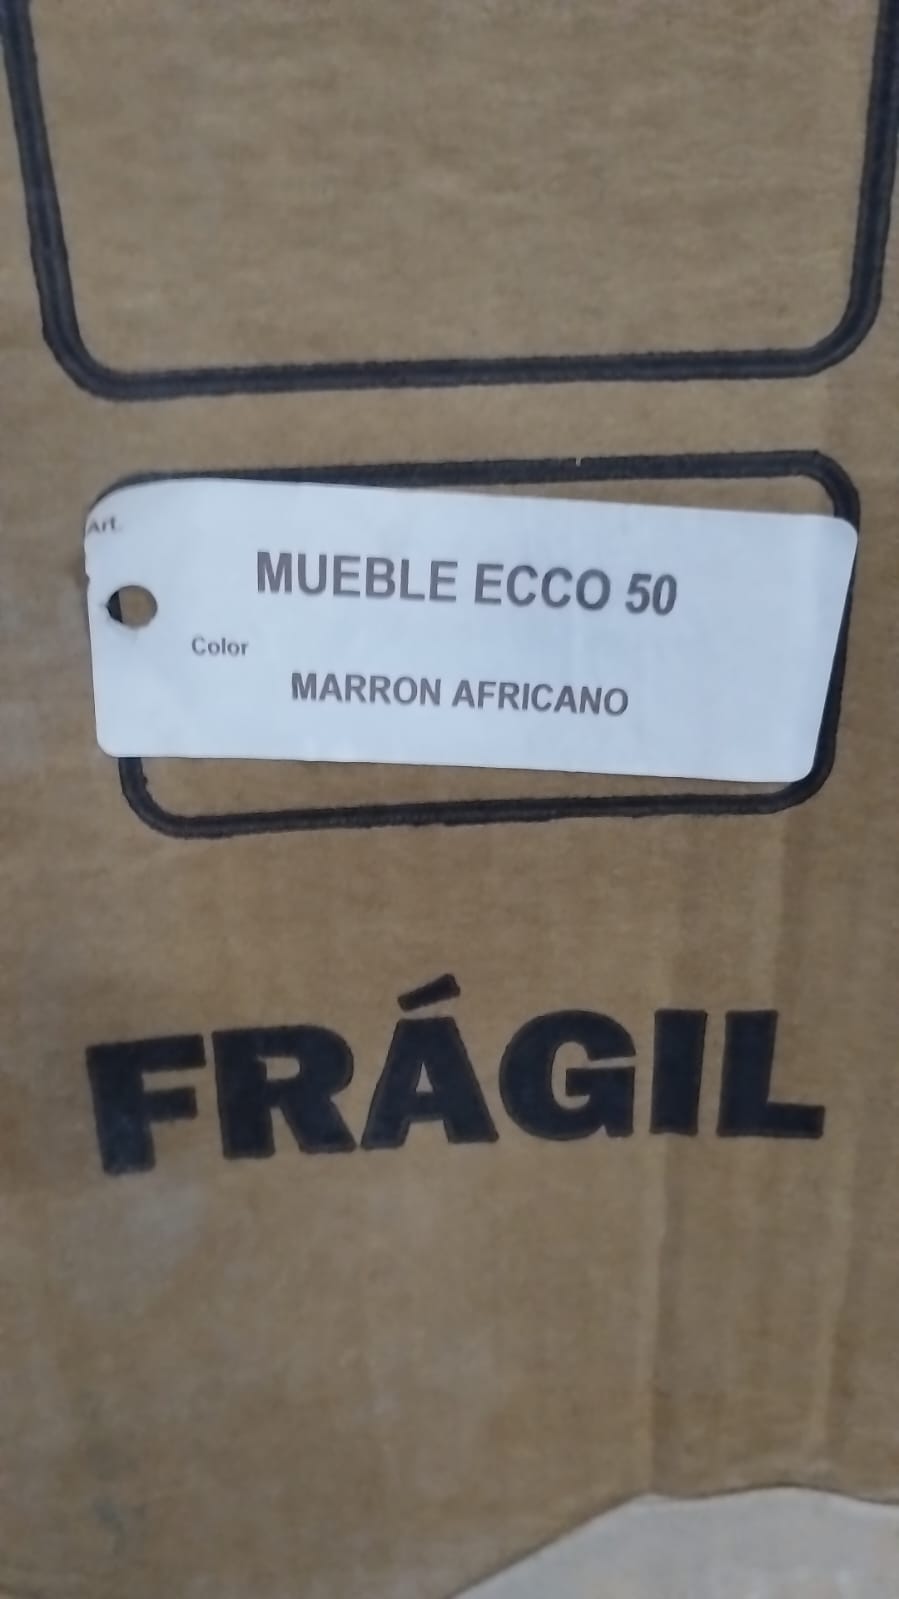 Art.
MUEBLE ECCO 50
Color
MARRON AFRICANO
FRÁGIL